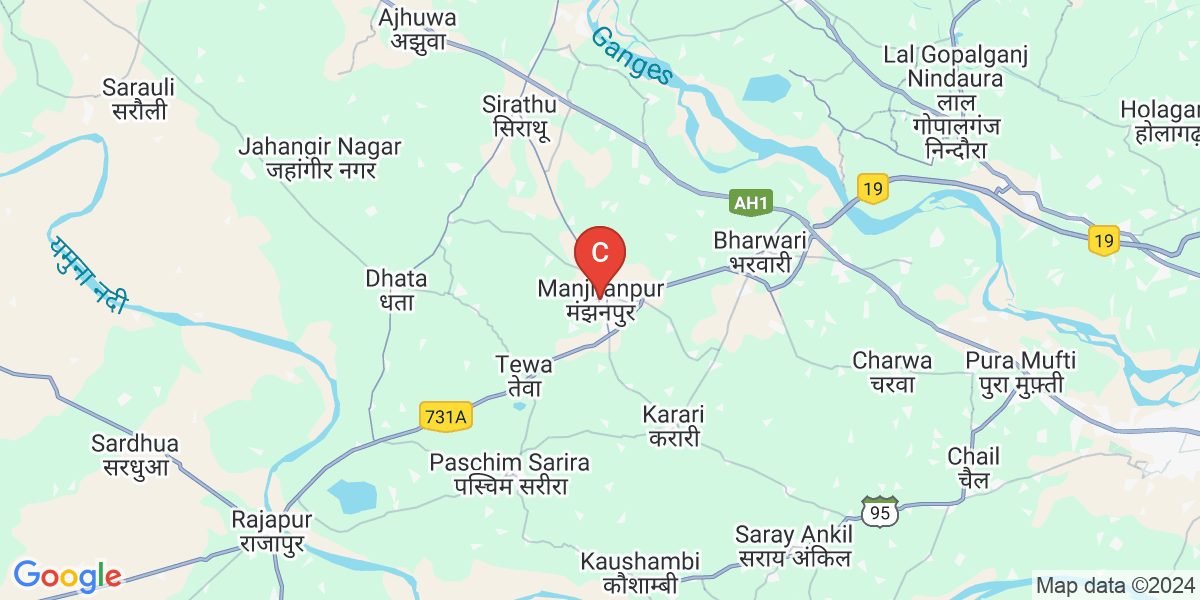 Ajhuwa
अझुवा
Ganges
Lal Gopalganj
Nindaura
लाल
गोपालगंज
निन्दौरा
Sarauli
सरौली
Sirathu
सिराथू
Holagar
होलागढ़
Jahangir Nagar
जहांगीर नगर
19
AH1
19
यमुना नदी
C
Bharwari
भरवारी
Dhata
धता
Manjhanpur
मंझनपुर
Tewa
तेवा
Charwa
चरवा
Pura Mufti
पुरा मुफ़्ती
731A
Karari
करारी
Sardhua
सरधुआ
Paschim Sarira
पस्चिम सरीरा
Chail
चैल
95
Rajapur
राजापुर
Saray Ankil
सराय अंकिल
Kaushambi
कौशाम्बी
Google
Map data ©2024